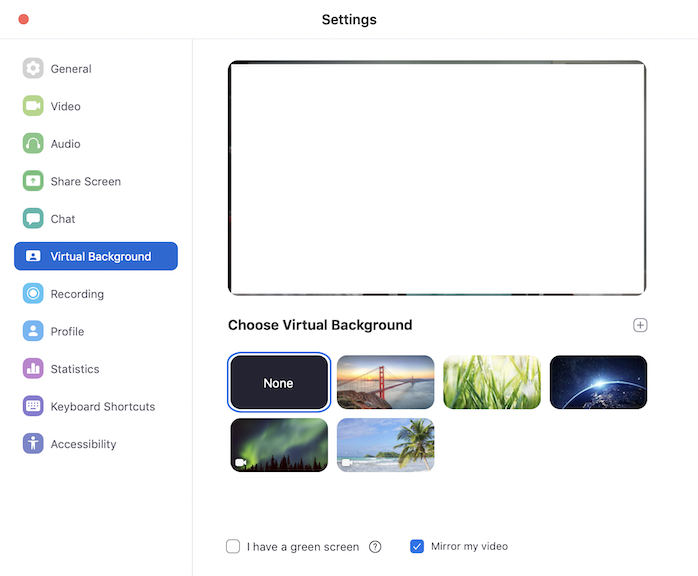 Settings
General
Video
Audio
Share Screen
Chat
Virtual Background
Recording
Profile
Statistics
Keyboard Shortcuts
Accessibility
Choose Virtual Background
None
I have a green screen
Mirror my video